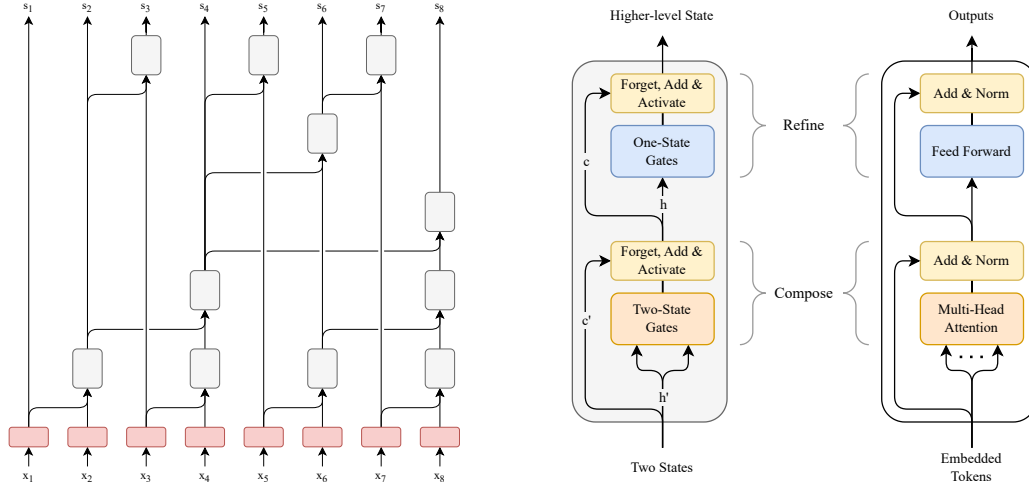 s1 s2 s3 s4 s5 s6 s7 s8
x1 x2 x3 x4 x5 x6 x7 x8
Higher-level State
Forget, Add &
Activate
One-State
Gates
c
h
Forget, Add &
Activate
Two-State
Gates
c'
h'
Two States
Refine
Compose
Outputs
Add & Norm
Feed Forward
Add & Norm
Multi-Head
Attention
...
Embedded
Tokens